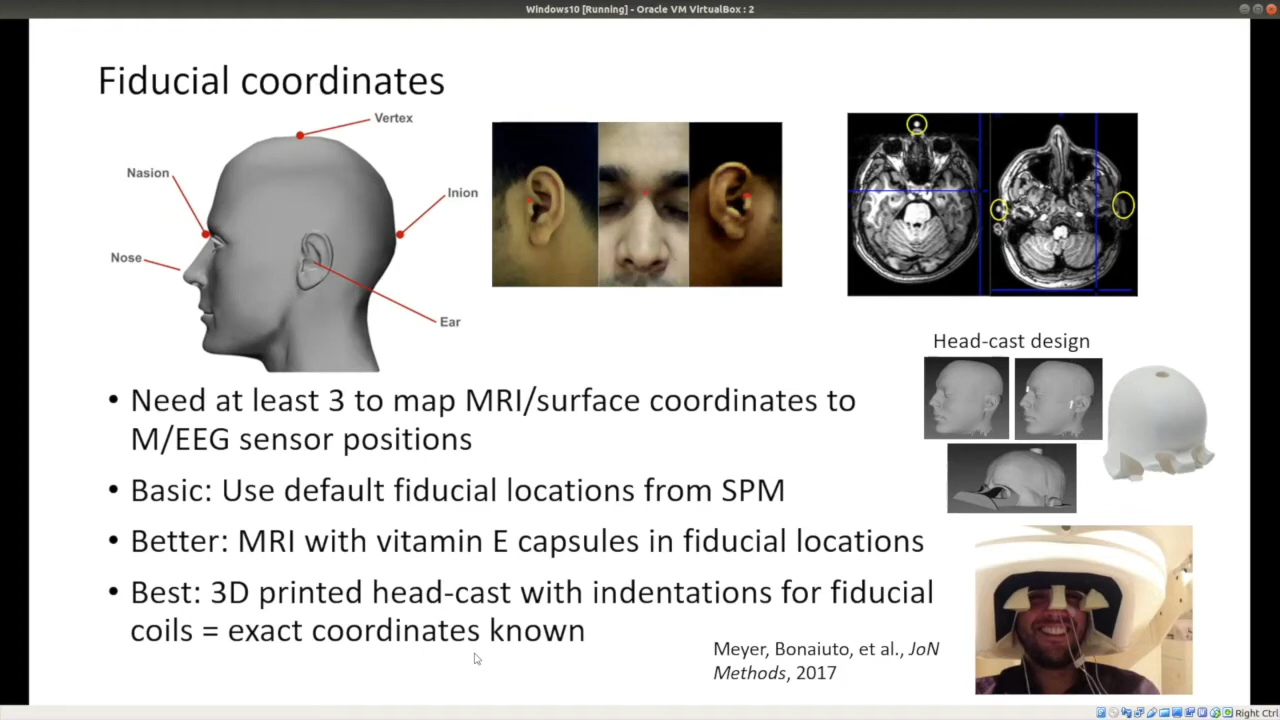 Windows10 [Running] - Oracle VM VirtualBox : 2
Fiducial coordinates
Vertex
Nasion
Inion
Nose
Ear
Head-cast design
• Need at least 3 to map MRI/surface coordinates to
M/EEG sensor positions
• Basic: Use default fiducial locations from SPM
• Better: MRI with vitamin E capsules in fiducial locations
• Best: 3D printed head-cast with indentations for fiducial
coils = exact coordinates known
Meyer, Bonaiuto, et al., JoN
Methods, 2017
Right Ctrl